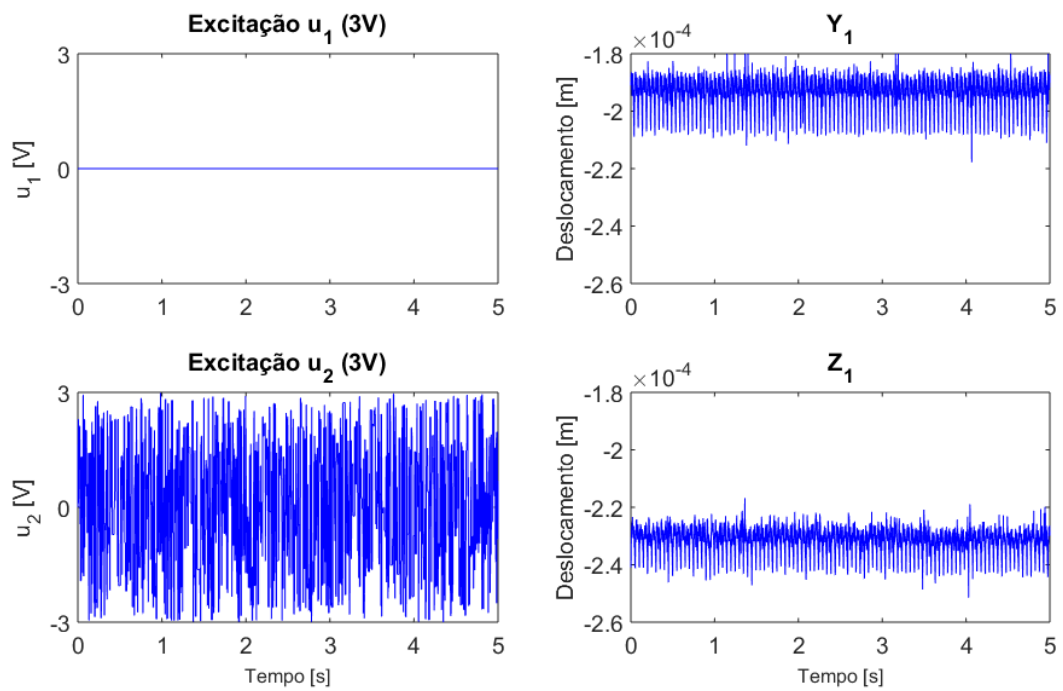 Excitação u1 (3V)
3
0
-3
u1 [V]
0 1 2 3 4 5
Y1
×10-4
-1.8
-2
-2.2
-2.4
-2.6
Deslocamento [m]
0 1 2 3 4 5
Excitação u2 (3V)
3
0
-3
u2 [V]
0 1 2 3 4 5
Tempo [s]
Z1
×10-4
-1.8
-2
-2.2
-2.4
-2.6
Deslocamento [m]
0 1 2 3 4 5
Tempo [s]